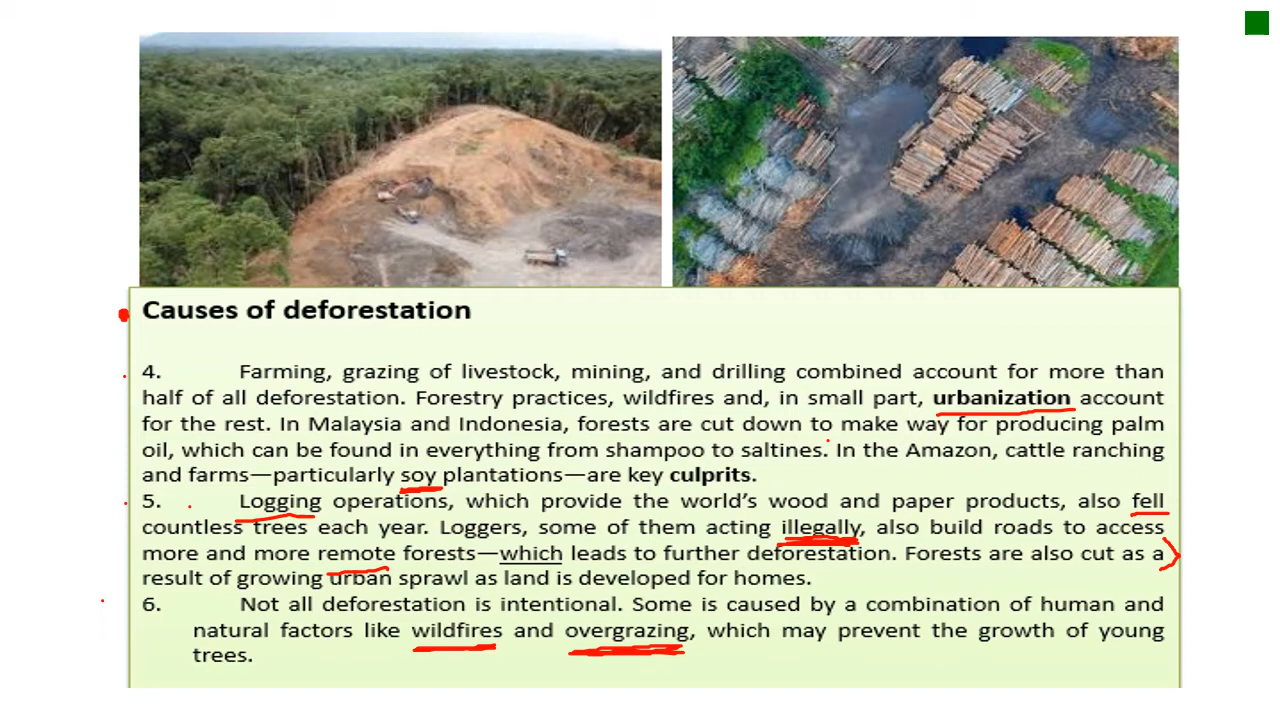 Causes of deforestation
4. Farming, grazing of livestock, mining, and drilling combined account for more than
half of all deforestation. Forestry practices, wildfires and, in small part, urbanization account
for the rest. In Malaysia and Indonesia, forests are cut down to make way for producing palm
oil, which can be found in everything from shampoo to saltines. In the Amazon, cattle ranching
and farms—particularly soy plantations—are key culprits.
5. Logging operations, which provide the world's wood and paper products, also fell
countless trees each year. Loggers, some of them acting illegally, also build roads to access
more and more remote forests—which leads to further deforestation. Forests are also cut as a
result of growing urban sprawl as land is developed for homes.
6. Not all deforestation is intentional. Some is caused by a combination of human and
natural factors like wildfires and overgrazing, which may prevent the growth of young
trees.